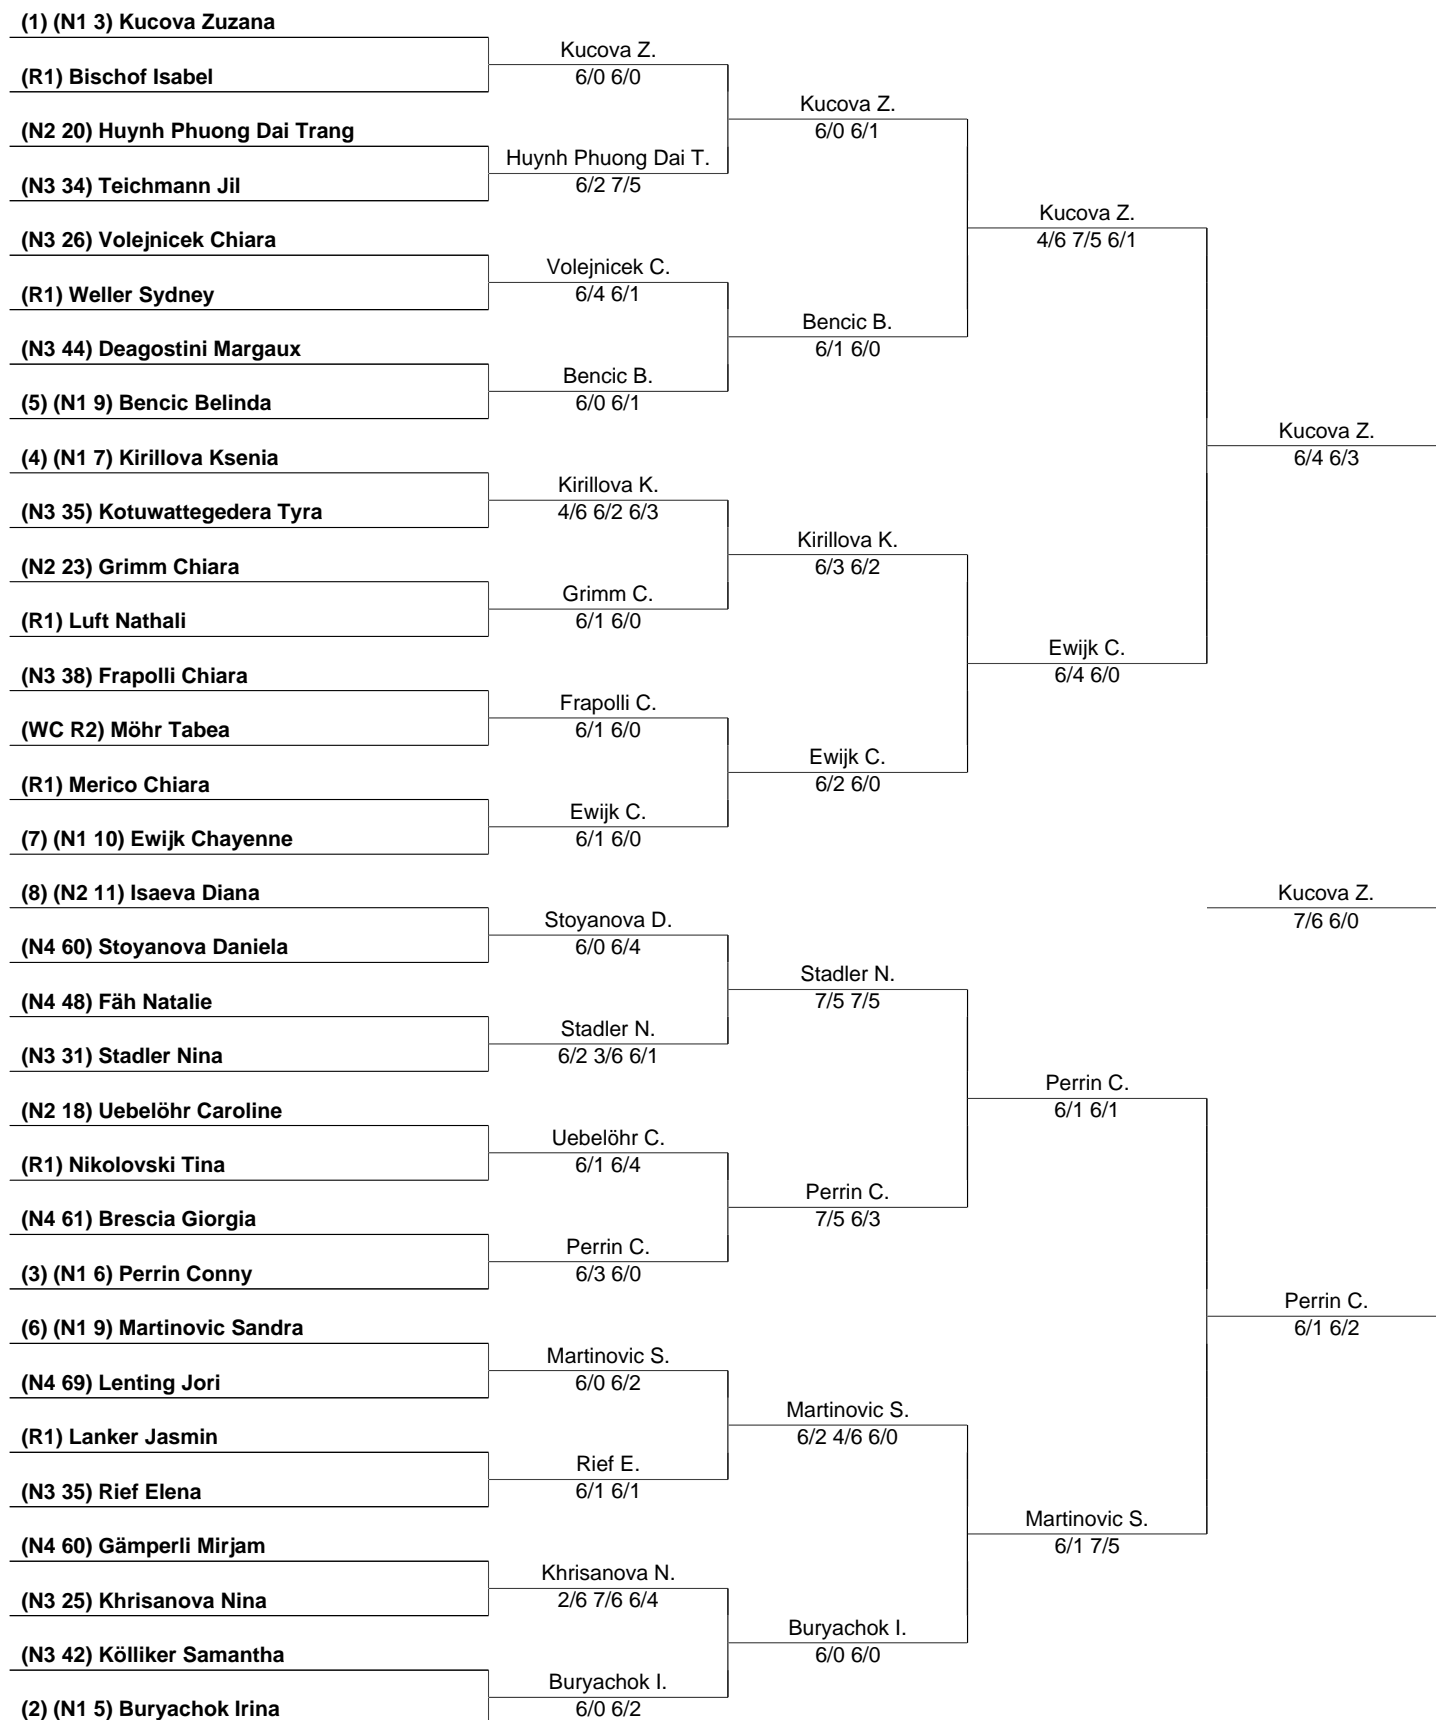 (1) (N1 3) Kucova Zuzana
(R1) Bischof Isabel
(N2 20) Huynh Phuong Dai Trang
(N3 34) Teichmann Jil
(N3 26) Volejnicek Chiara
(R1) Weller Sydney
(N3 44) Deagostini Margaux
(5) (N1 9) Bencic Belinda
(4) (N1 7) Kirillova Ksenia
(N3 35) Kotuwattegedera Tyra
(N2 23) Grimm Chiara
(R1) Luft Nathali
(N3 38) Frapolli Chiara
(WC R2) Möhr Tabea
(R1) Merico Chiara
(7) (N1 10) Ewijk Chayenne
(8) (N2 11) Isaeva Diana
(N4 60) Stoyanova Daniela
(N4 48) Fäh Natalie
(N3 31) Stadler Nina
(N2 18) Uebelöhr Caroline
(R1) Nikolovski Tina
(N4 61) Brescia Giorgia
(3) (N1 6) Perrin Conny
(6) (N1 9) Martinovic Sandra
(N4 69) Lenting Jori
(R1) Lanker Jasmin
(N3 35) Rief Elena
(N4 60) Gämperli Mirjam
(N3 25) Khrisanova Nina
(N3 42) Kölliker Samantha
(2) (N1 5) Buryachok Irina
Kucova Z.
6/0 6/0
Huynh Phuong Dai T.
6/2 7/5
Volejnicek C.
6/4 6/1
Bencic B.
6/0 6/1
Kirillova K.
4/6 6/2 6/3
Grimm C.
6/1 6/0
Frapolli C.
6/1 6/0
Ewijk C.
6/1 6/0
Stoyanova D.
6/0 6/4
Stadler N.
6/2 3/6 6/1
Uebelöhr C.
6/1 6/4
Perrin C.
6/3 6/0
Martinovic S.
6/0 6/2
Rief E.
6/1 6/1
Khrisanova N.
2/6 7/6 6/4
Buryachok I.
6/0 6/2
Kucova Z.
6/0 6/1
Bencic B.
6/1 6/0
Kirillova K.
6/3 6/2
Ewijk C.
6/2 6/0
Stadler N.
7/5 7/5
Perrin C.
7/5 6/3
Martinovic S.
6/2 4/6 6/0
Buryachok I.
6/0 6/0
Kucova Z.
4/6 7/5 6/1
Ewijk C.
6/4 6/0
Perrin C.
6/1 6/1
Martinovic S.
6/1 7/5
Kucova Z.
6/4 6/3
Kucova Z.
7/6 6/0
Perrin C.
6/1 6/2